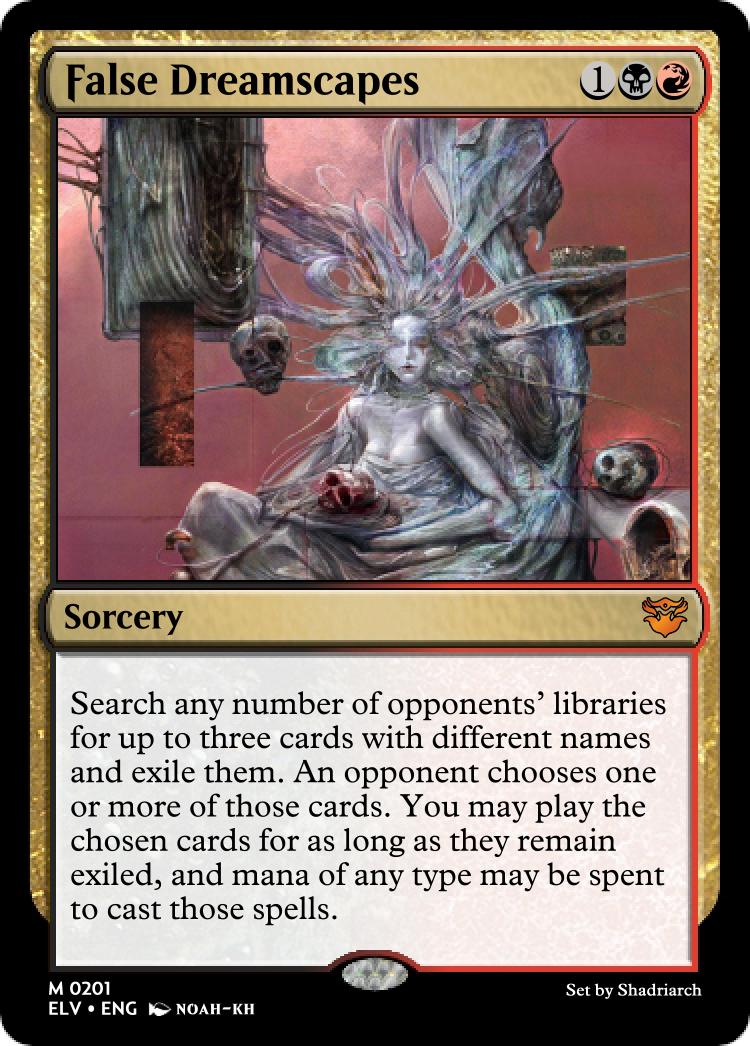 False Dreamscapes 1
Sorcery
Search any number of opponents’ libraries
for up to three cards with different names
and exile them. An opponent chooses one
or more of those cards. You may play the
chosen cards for as long as they remain
exiled, and mana of any type may be spent
to cast those spells.
M 0201
ELV • ENG NOAH-KH
Set by Shadriarch